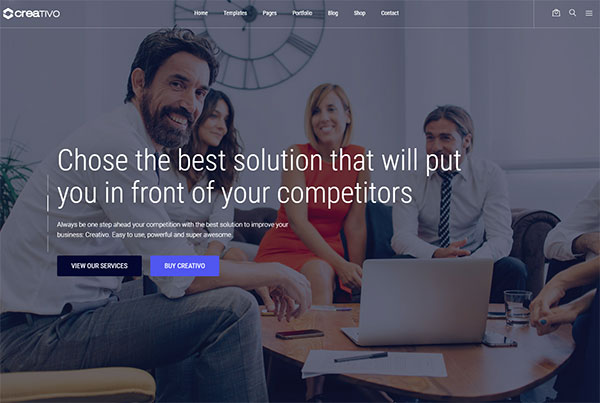 CREATIVO
Home Templates Pages Portfolio Blog Shop Contact
Chose the best solution that will put
you in front of your competitors
Always be one step ahead your competition with the best solution to improve your
business: Creativo. Easy to use, powerful and super awesome.
VIEW OUR SERVICES BUY CREATIVO